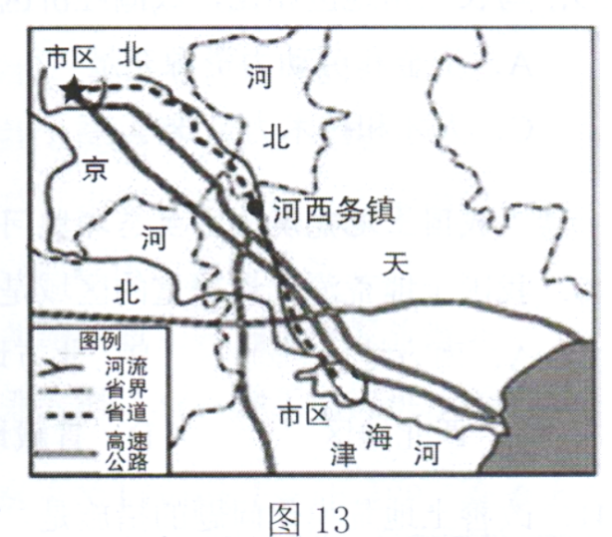 市区 北
河
北
京
河西务镇
河
天
北
图例
河流
省界
省道
高速
公路
市区
海
津 河
图 13